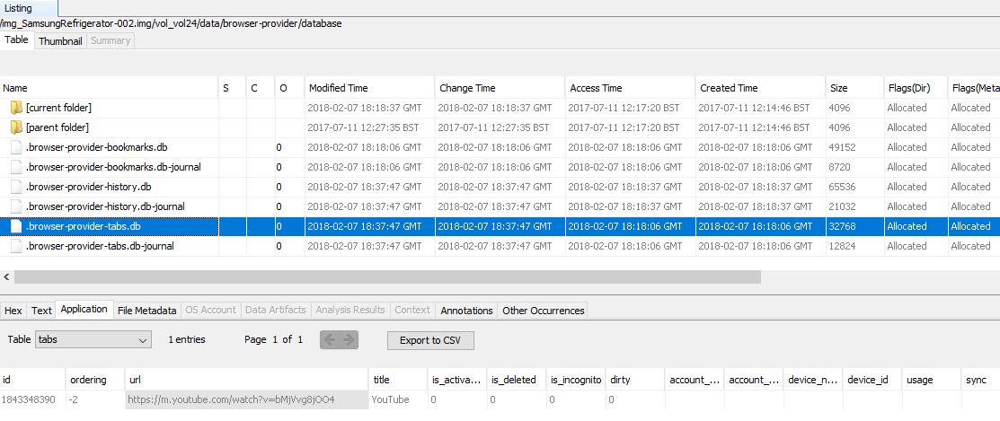 Listing
/img_SamsungRefrigerator-002.img/vol_vol24/data/browser-provider/database
Table Thumbnail Summary
Name S C O Modified Time Change Time Access Time Created Time Size Flags(Dir) Flags(Meta
[current folder] 2018-02-07 18:18:37 GMT 2018-02-07 18:18:37 GMT 2017-07-11 12:17:20 BST 2017-07-11 12:14:46 BST 4096 Allocated Allocated
[parent folder] 2017-07-11 12:27:35 BST 2017-07-11 12:27:35 BST 2017-07-11 12:17:20 BST 2017-07-11 12:14:46 BST 4096 Allocated Allocated
.browser-provider-bookmarks.db 0 2018-02-07 18:18:06 GMT 2018-02-07 18:18:06 GMT 2018-02-07 18:18:06 GMT 2018-02-07 18:18:06 GMT 49152 Allocated Allocated
.browser-provider-bookmarks.db-journal 0 2018-02-07 18:18:06 GMT 2018-02-07 18:18:06 GMT 2018-02-07 18:18:06 GMT 2018-02-07 18:18:06 GMT 8720 Allocated Allocated
.browser-provider-history.db 0 2018-02-07 18:37:47 GMT 2018-02-07 18:37:47 GMT 2018-02-07 18:18:37 GMT 2018-02-07 18:18:37 GMT 65536 Allocated Allocated
.browser-provider-history.db-journal 0 2018-02-07 18:37:47 GMT 2018-02-07 18:37:47 GMT 2018-02-07 18:18:37 GMT 2018-02-07 18:18:37 GMT 21032 Allocated Allocated
.browser-provider-tabs.db 0 2018-02-07 18:37:47 GMT 2018-02-07 18:37:47 GMT 2018-02-07 18:18:06 GMT 2018-02-07 18:18:06 GMT 32768 Allocated Allocated
.browser-provider-tabs.db-journal 0 2018-02-07 18:37:47 GMT 2018-02-07 18:37:47 GMT 2018-02-07 18:18:06 GMT 2018-02-07 18:18:06 GMT 12824 Allocated Allocated
Hex Text Application File Metadata OS Account Data Artifacts Analysis Results Context Annotations Other Occurrences
Table tabs 1 entries Page 1 of 1 Export to CSV
id ordering url title is_activa... is_deleted is_incognito dirty account_... account_... device_n... device_id usage sync
1843348390 -2 https://m.youtube.com/watch?v=bMjVvg8jOO4 YouTube 0 0 0 0